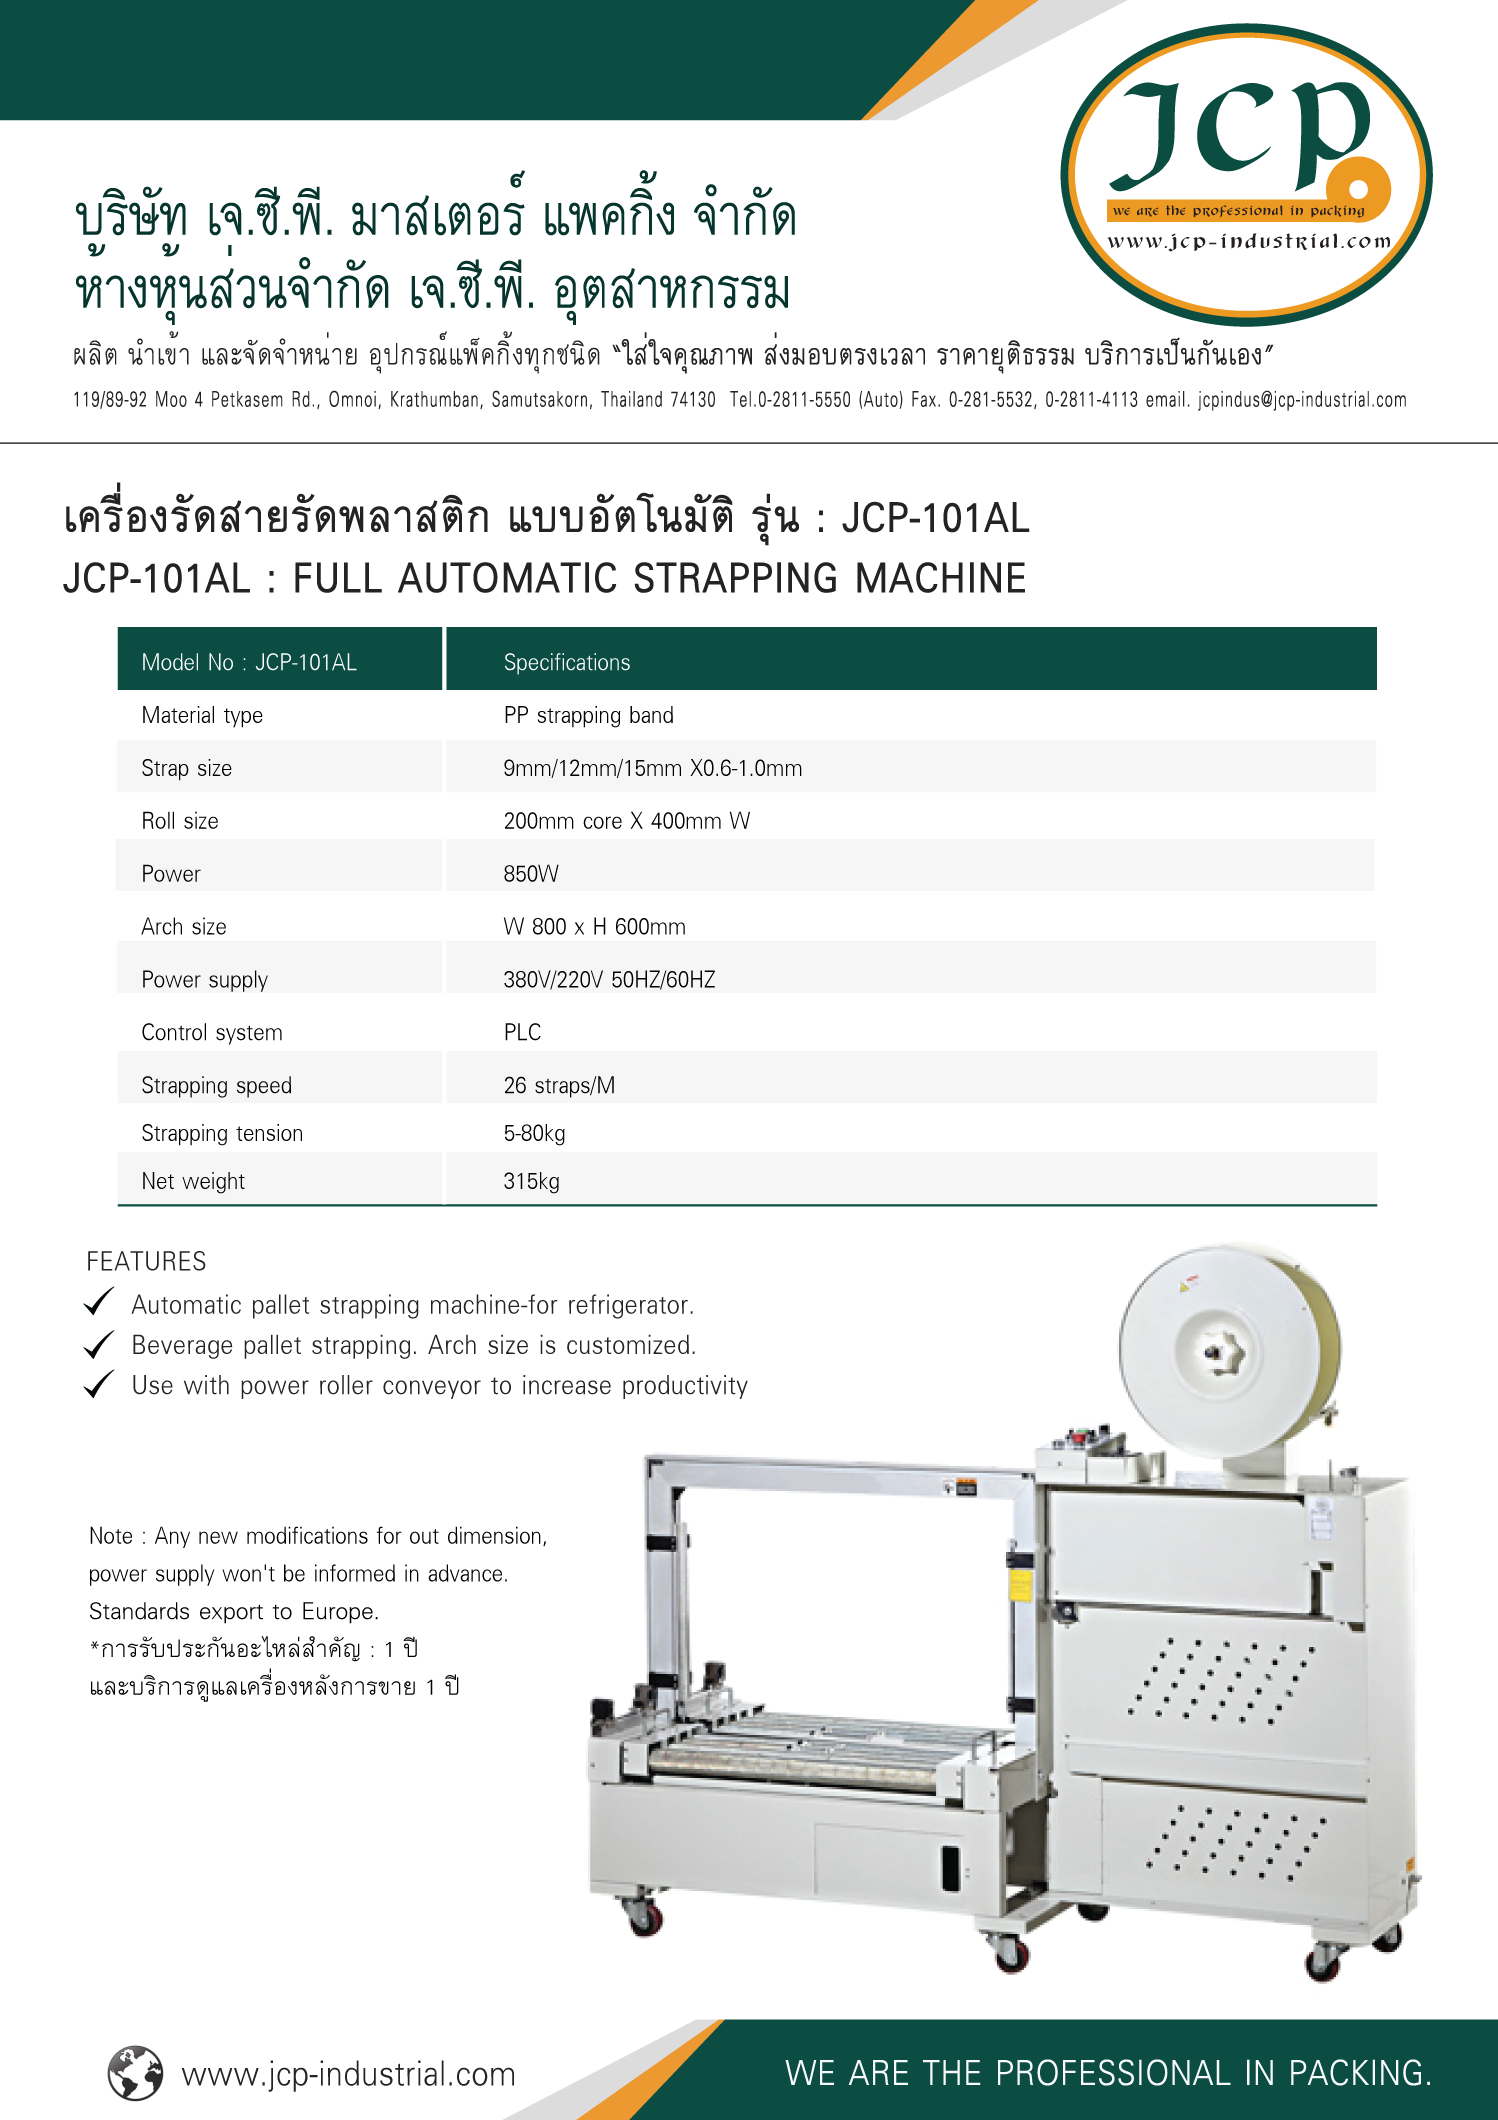 JCP
we are the professional in packing
www.jcp-industrial.com
บริษัท เจ.ซี.พี. มาสเตอร์ แพคกิ้ง จำกัด
ห้างหุ้นส่วนจำกัด เจ.ซี.พี. อุตสาหกรรม
ผลิต นำเข้า และจัดจำหน่าย อุปกรณ์แพ็คกิ้งทุกชนิด “ใส่ใจคุณภาพ ส่งมอบตรงเวลา ราคายุติธรรม บริการเป็นกันเอง”
119/89-92 Moo 4 Petkasem Rd., Omnoi, Krathumban, Samutsakorn, Thailand 74130 Tel.0-2811-5550 (Auto) Fax. 0-281-5532, 0-2811-4113 email. jcpindus@jcp-industrial.com
เครื่องรัดสายรัดพลาสติก แบบอัตโนมัติ รุ่น : JCP-101AL
JCP-101AL : FULL AUTOMATIC STRAPPING MACHINE
Model No : JCP-101AL Specifications
Material type PP strapping band
Strap size 9mm/12mm/15mm X0.6-1.0mm
Roll size 200mm core X 400mm W
Power 850W
Arch size W 800 x H 600mm
Power supply 380V/220V 50HZ/60HZ
Control system PLC
Strapping speed 26 straps/M
Strapping tension 5-80kg
Net weight 315kg
FEATURES
Automatic pallet strapping machine-for refrigerator.
Beverage pallet strapping. Arch size is customized.
Use with power roller conveyor to increase productivity
Note : Any new modifications for out dimension,
power supply won't be informed in advance.
Standards export to Europe.
*การรับประกันอะไหล่สำคัญ : 1 ปี
และบริการดูแลเครื่องหลังการขาย 1 ปี
www.jcp-industrial.com
WE ARE THE PROFESSIONAL IN PACKING.